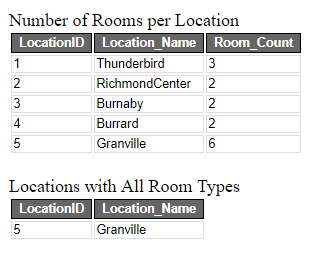 Number of Rooms per Location
LocationID Location_Name Room_Count
1 Thunderbird 3
2 RichmondCenter 2
3 Burnaby 2
4 Burrard 2
5 Granville 6
Locations with All Room Types
LocationID Location_Name
5 Granville